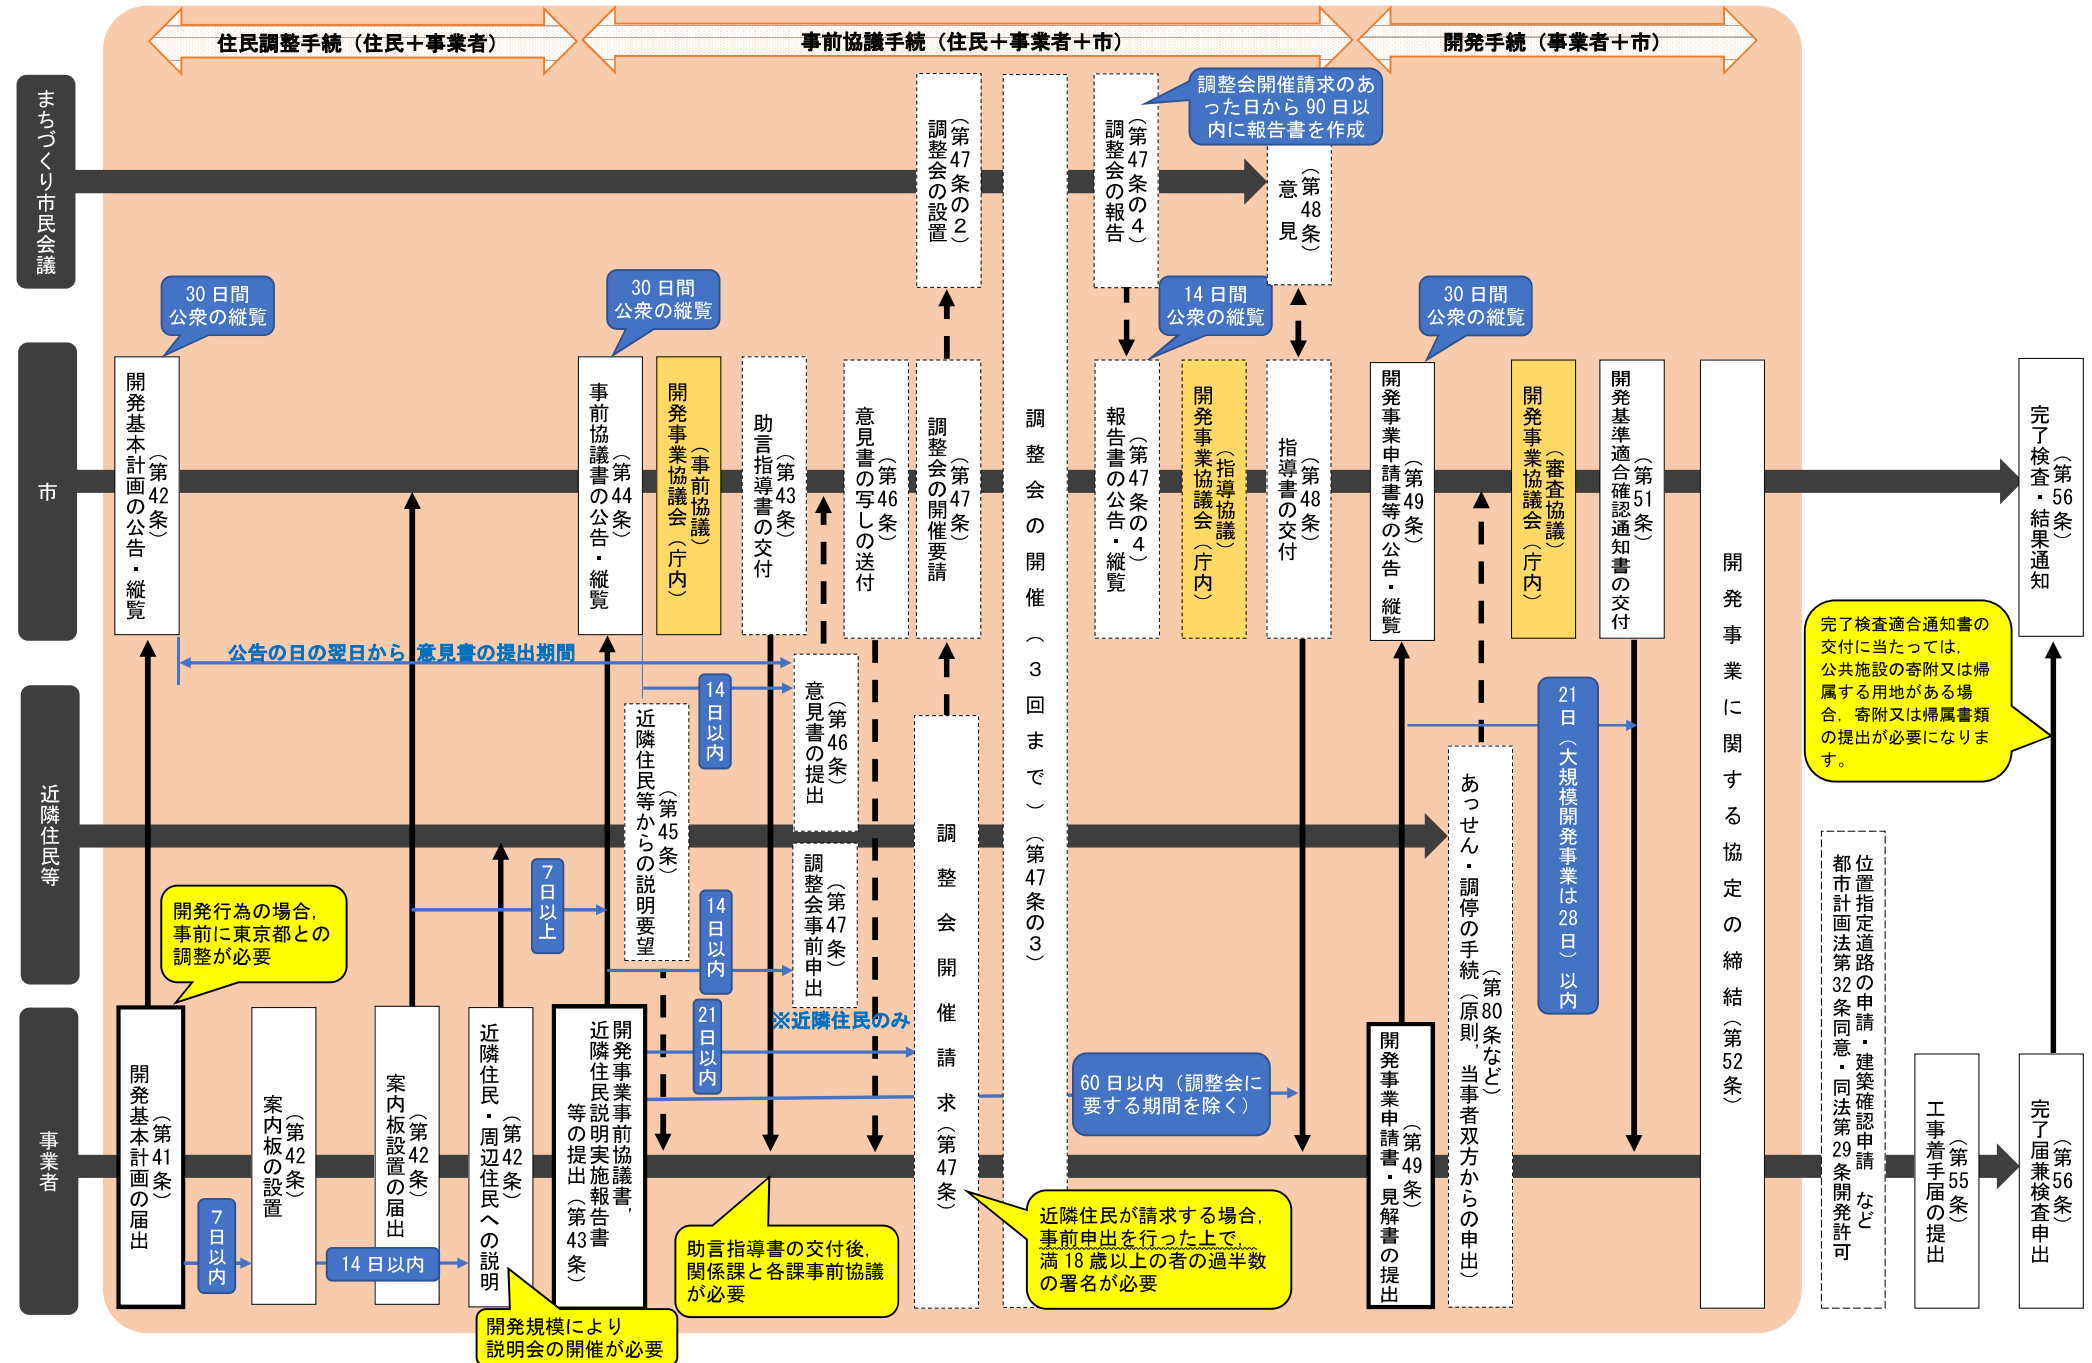 住民調整手続（住民＋事業者）
事前協議手続（住民＋事業者＋市）
開発手続（事業者＋市）
まちづくり市民会議
調整会の設置
（第47条の2）
調整会の報告
（第47条の4）
調整会開催請求のあ
った日から 90 日以
内に報告書を作成
意見
（第48条）
市
30 日間
公衆の縦覧
開発基本計画の公告・縦覧
（第42条）
30 日間
公衆の縦覧
事前協議書の公告・縦覧
（第44条）
開発事業協議会（庁内）
（事前協議）
助言指導書の交付
（第43条）
意見書の写しの送付
（第46条）
調整会の開催要請
（第47条）
調整会の開催（３回まで）（第47条の3）
14 日間
公衆の縦覧
報告書の公告・縦覧
（第47条の4）
開発事業協議会（庁内）
（指導協議）
指導書の交付
（第48条）
30 日間
公衆の縦覧
開発事業申請書等の公告・縦覧
（第49条）
開発事業協議会（庁内）
（審査協議）
開発基準適合確認通知書の交付
（第51条）
開発事業に関する協定の締結（第52条）
完了検査・結果通知
（第56条）
公告の日の翌日から 意見書の提出期間
14日以内
近隣住民等
近隣住民等からの説明要望
（第45条）
意見書の提出
（第46条）
調整会事前申出
（第47条）
※近隣住民のみ
7日以上
14日以内
21日以内
調整会開催請求（第47条）
60 日以内（調整会に
要する期間を除く）
あっせん・調停の手続（原則，当事者双方からの申出）
（第80条など）
21日（大規模開発事業は28日）以内
完了検査適合通知書の
交付に当たっては，
公共施設の寄附又は帰
属する用地がある場
合，寄附又は帰属書類
の提出が必要になりま
す。
開発行為の場合，
事前に東京都との
調整が必要
事業者
開発基本計画の届出
（第41条）
7日以内
案内板の設置
（第42条）
14 日以内
案内板設置の届出
（第42条）
近隣住民・周辺住民への説明
（第42条）
開発規模により
説明会の開催が必要
開発事業事前協議書，
近隣住民説明実施報告書
等の提出（第43条）
助言指導書の交付後，
関係課と各課事前協議
が必要
近隣住民が請求する場合，
事前申出を行った上で，
満 18 歳以上の者の過半数
の署名が必要
開発事業申請書・見解書の提出
（第49条）
位置指定道路の申請・建築確認申請 など
都市計画法第32条同意・同法第29条開発許可
工事着手届の提出
（第55条）
完了届兼検査申出
（第56条）